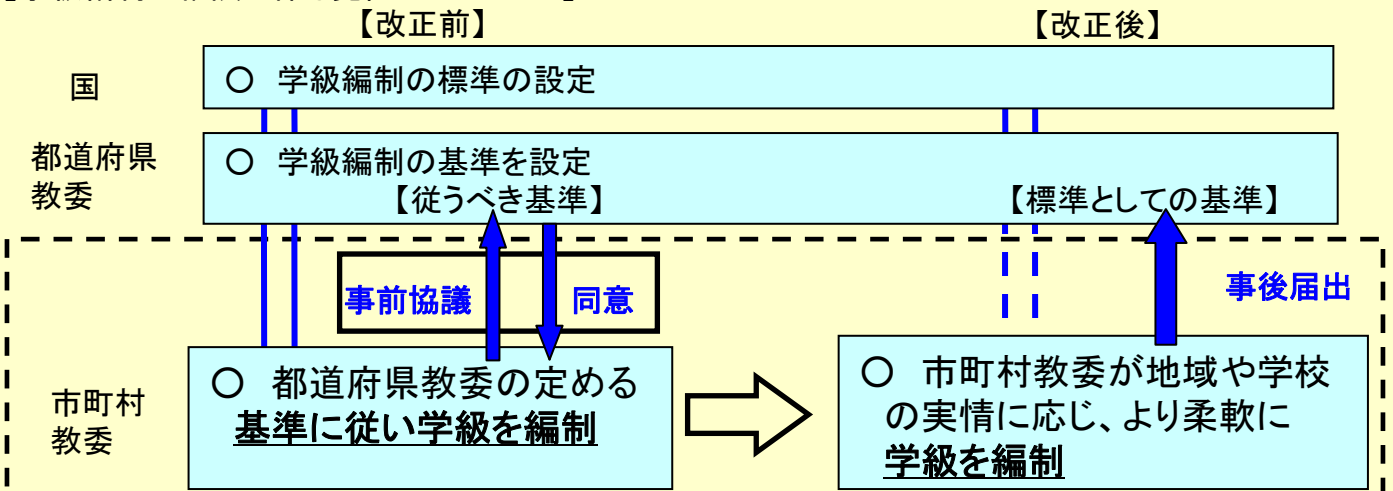 【改正前】
【改正後】
国
○ 学級編制の標準の設定
都道府県
教委
○ 学級編制の基準を設定
【従うべき基準】
【標準としての基準】
事前協議
同意
事後届出
市町村
教委
○ 都道府県教委の定める
基準に従い学級を編制
○ 市町村教委が地域や学校
の実情に応じ、より柔軟に
学級を編制